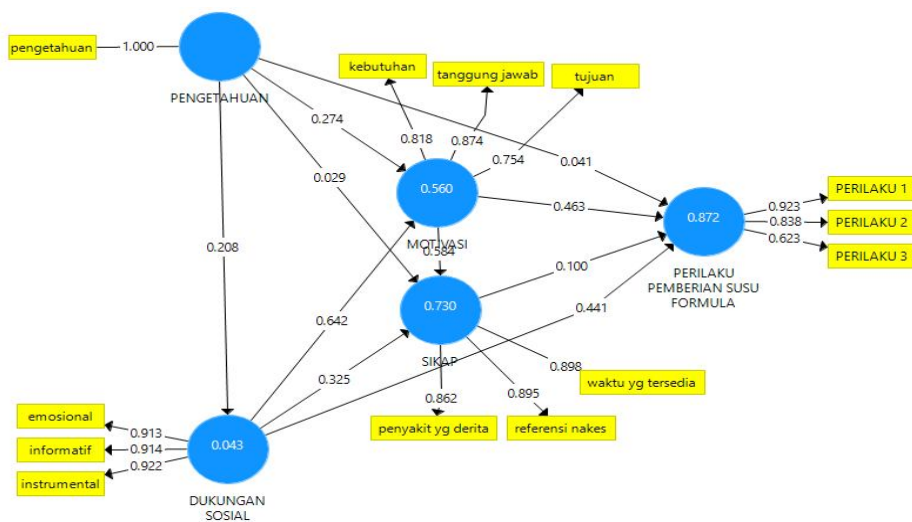 pengetahuan
1.000
PENGETAHUAN
kebutuhan
tanggung jawab
tujuan
0.274
0.818
0.874
0.754
0.041
0.029
0.560
MOTIVASI
0.463
0.584
0.872
PERILAKU
PEMBERIAN SUSU
FORMULA
0.923
PERILAKU 1
0.838
PERILAKU 2
0.623
PERILAKU 3
0.208
0.642
0.730
SIKAP
0.100
0.441
0.325
0.862
0.895
0.898
waktu yg tersedia
penyakit yg derita
referensi nakes
emosional
0.913
informatif
0.914
instrumental
0.922
0.043
DUKUNGAN
SOSIAL